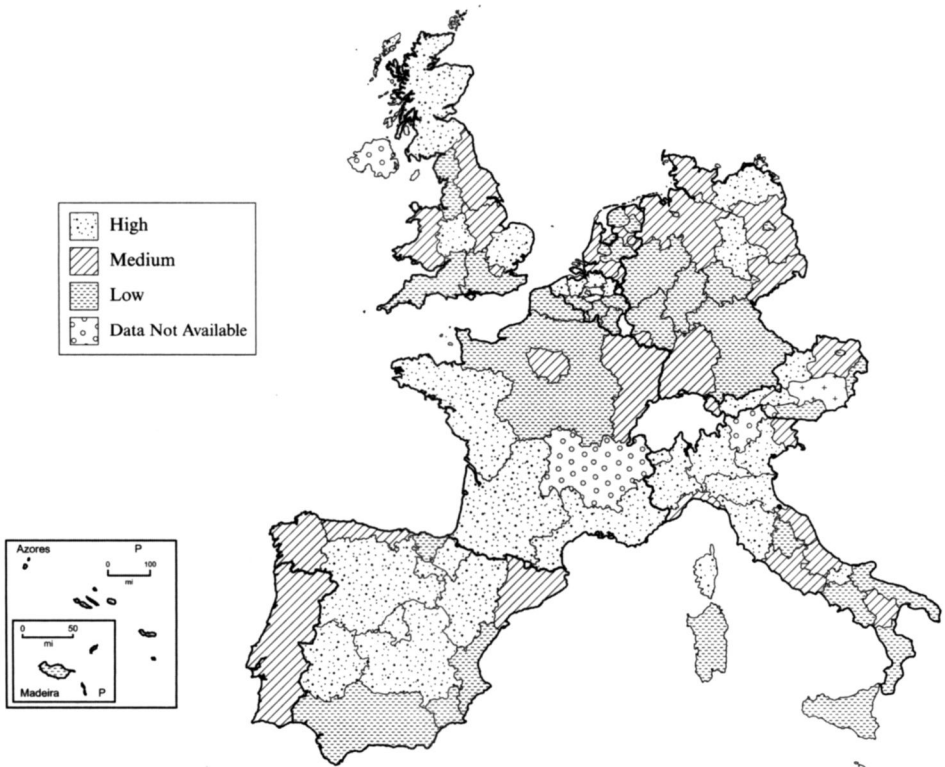 High
Medium
Low
Data Not Available
Azores P
0 100
mi
0 50
mi
Madeira P